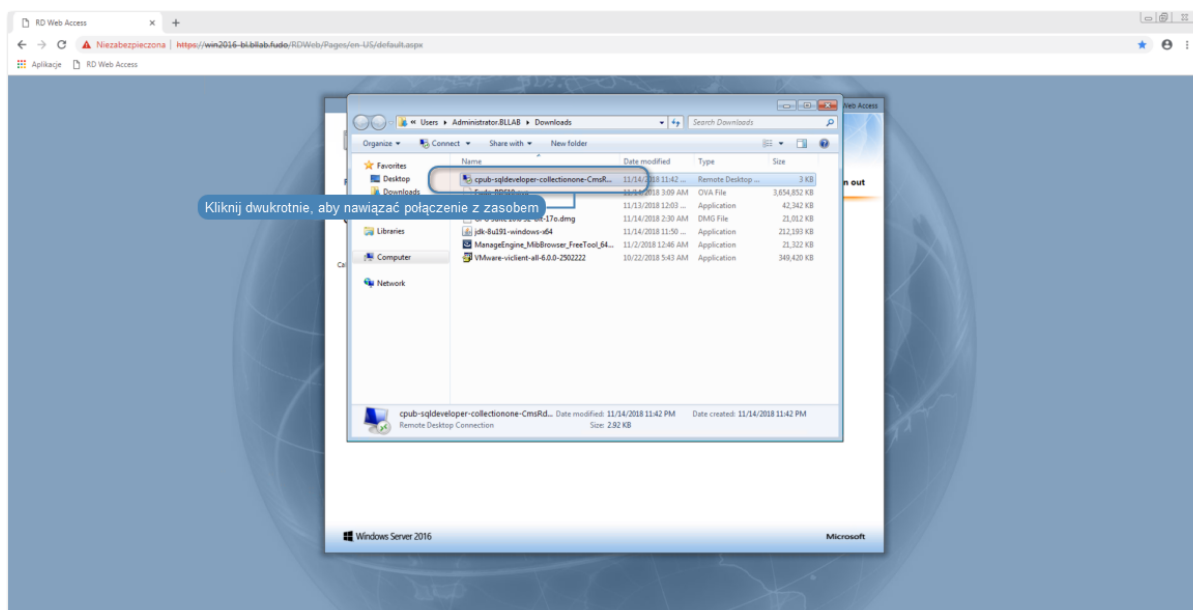 RD Web Access
Niezabezpieczona | https://win2016-bl.bllab.fudo/RDWeb/Pages/en-US/default.aspx
Aplikacje RD Web Access
Web Access
« Users Administrator.BLLAB Downloads Search Downloads
Organize Connect Share with New folder
Name Date modified Type Size
Favorites
Desktop cpub-sqldeveloper-collectionone-CmsR... 11/14/2018 11:42 ... Remote Desktop ... 3 KB
Downloads 11/14/2018 3:09 AM OVA File 3,654,852 KB
n out
Kliknij dwukrotnie, aby nawiązać połączenie z zasobem
11/13/2018 12:03 ... Application 42,342 KB
11/14/2018 2:30 AM DMG File 21,012 KB
Libraries jdk-8u191-windows-x64 11/14/2018 11:50 ... Application 212,193 KB
ManageEngine_MibBrowser_FreeTool_64... 11/2/2018 12:46 AM Application 21,322 KB
Computer VMware-viclient-all-6.0.0-2502222 10/22/2018 5:43 AM Application 349,420 KB
Network
cpub-sqldeveloper-collectionone-CmsRd... Date modified: 11/14/2018 11:42 PM Date created: 11/14/2018 11:42 PM
Remote Desktop Connection Size: 2.92 KB
Windows Server 2016 Microsoft